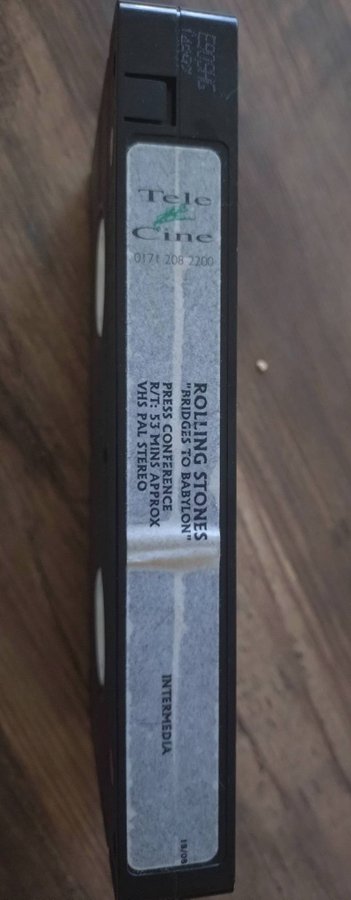 Tele
Cine
0171 208 2200
ROLLING STONES
"BRIDGES TO BABYLON"
PRESS CONFERENCE
R/T: 53 MINS APPROX
VHS PAL STEREO
INTERMEDIA